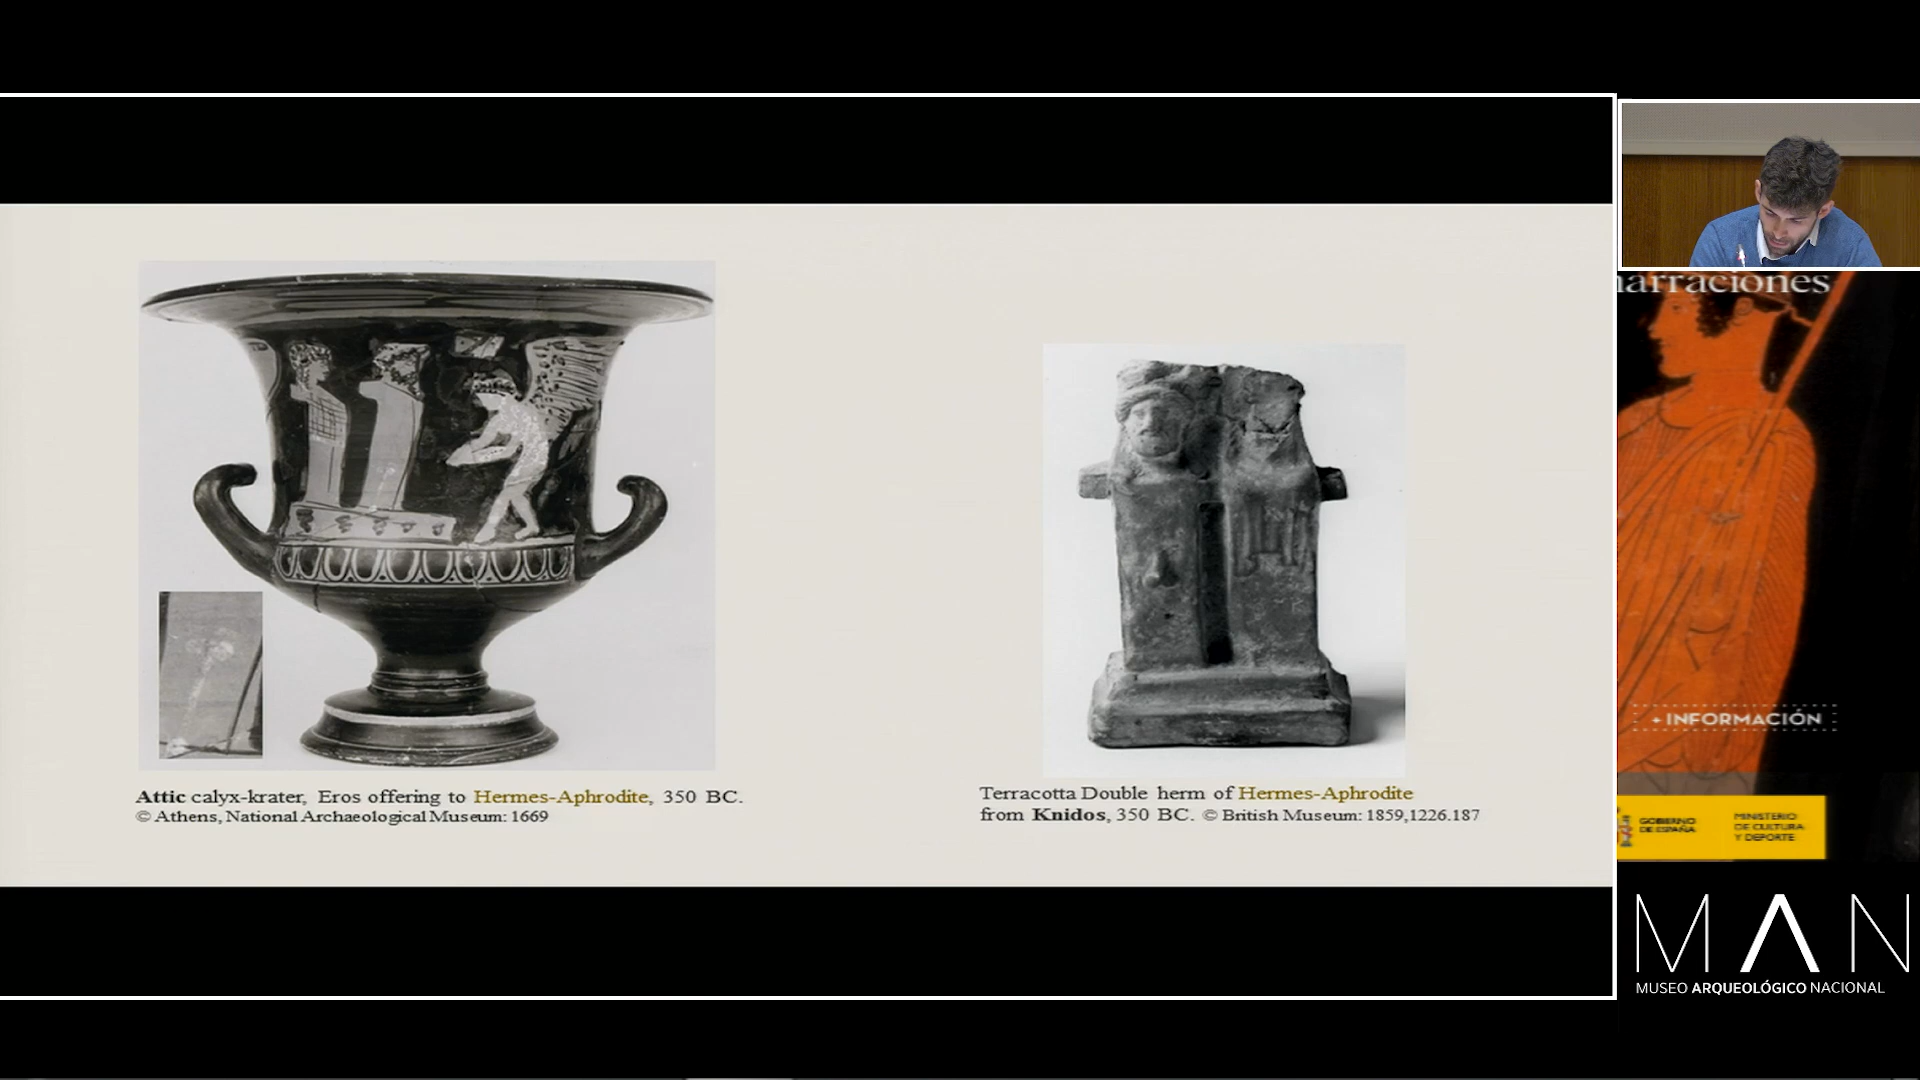 Attic calyx-krater, Eros offering to Hermes-Aphrodite, 350 BC.
© Athens, National Archaeological Museum: 1669
Terracotta Double herm of Hermes-Aphrodite
from Knidos, 350 BC. © British Museum: 1859,1226.187
narraciones
+ INFORMACIÓN
GOBIERNO
DE ESPAÑA
MINISTERIO
DE CULTURA
Y DEPORTE
MAN
MUSEO ARQUEOLÓGICO NACIONAL